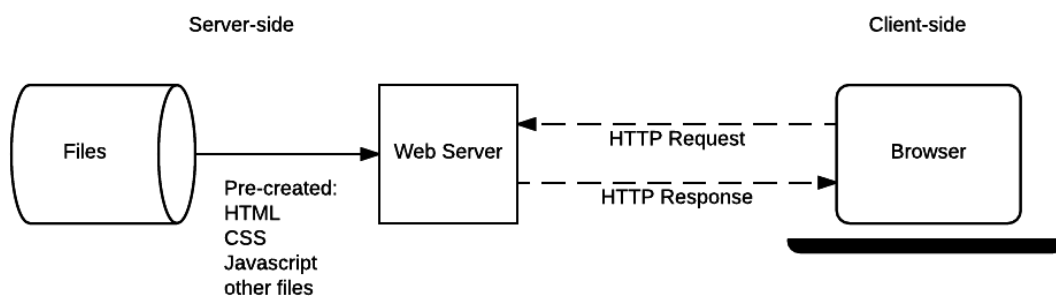 Server-side
Client-side
Files
Web Server
HTTP Request
Browser
HTTP Response
Pre-created:
HTML
CSS
Javascript
other files